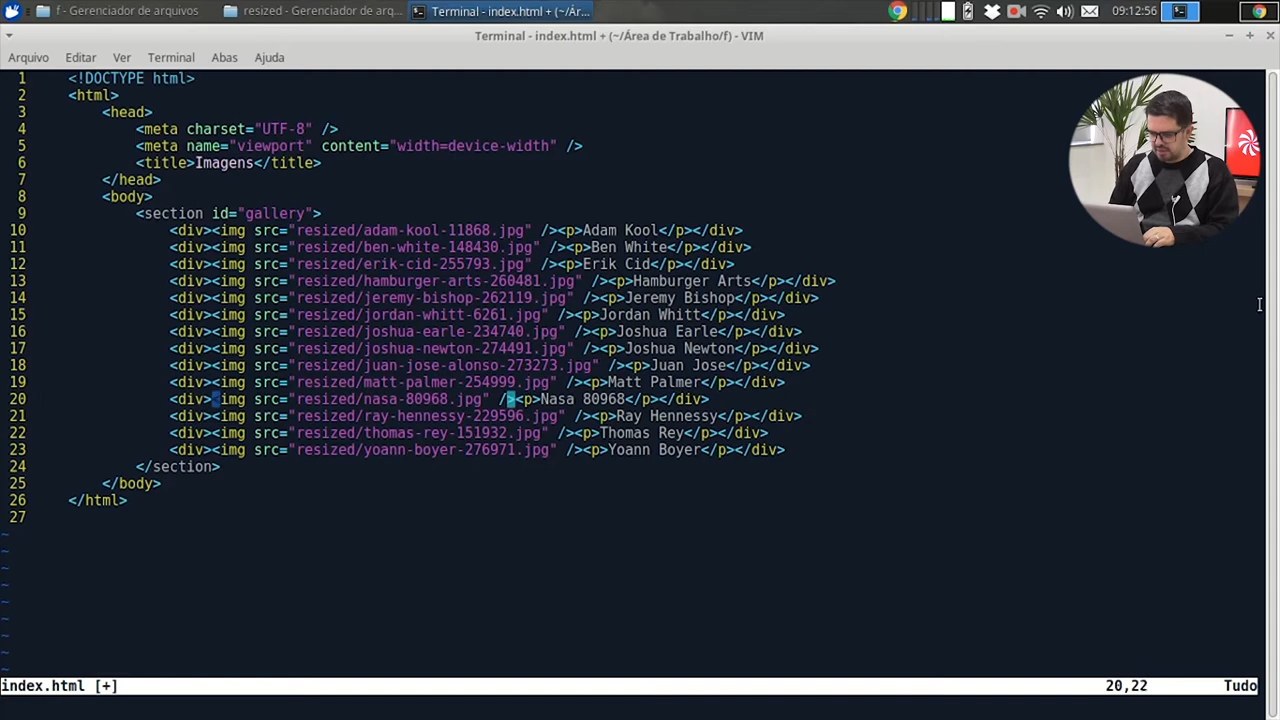 f - Gerenciador de arquivos
resized - Gerenciador de arq...
Terminal - index.html + (~/Ár...
09:12:56
Terminal - index.html + (~/Área de Trabalho/f) - VIM
Arquivo Editar Ver Terminal Abas Ajuda
1 <!DOCTYPE html>
2 <html>
3 <head>
4 <meta charset="UTF-8" />
5 <meta name="viewport" content="width=device-width" />
6 <title>Imagens</title>
7 </head>
8 <body>
9 <section id="gallery">
10 <div><img src="resized/adam-kool-11868.jpg" /><p>Adam Kool</p></div>
11 <div><img src="resized/ben-white-148430.jpg" /><p>Ben White</p></div>
12 <div><img src="resized/erik-cid-255793.jpg" /><p>Erik Cid</p></div>
13 <div><img src="resized/hamburger-arts-260481.jpg" /><p>Hamburger Arts</p></div>
14 <div><img src="resized/jeremy-bishop-262119.jpg" /><p>Jeremy Bishop</p></div>
15 <div><img src="resized/jordan-whitt-6261.jpg" /><p>Jordan Whitt</p></div>
16 <div><img src="resized/joshua-earle-234740.jpg" /><p>Joshua Earle</p></div>
17 <div><img src="resized/joshua-newton-274491.jpg" /><p>Joshua Newton</p></div>
18 <div><img src="resized/juan-jose-alonso-273273.jpg" /><p>Juan Jose</p></div>
19 <div><img src="resized/matt-palmer-254999.jpg" /><p>Matt Palmer</p></div>
20 <div><img src="resized/nasa-80968.jpg" /><p>Nasa 80968</p></div>
21 <div><img src="resized/ray-hennessy-229596.jpg" /><p>Ray Hennessy</p></div>
22 <div><img src="resized/thomas-rey-151932.jpg" /><p>Thomas Rey</p></div>
23 <div><img src="resized/yoann-boyer-276971.jpg" /><p>Yoann Boyer</p></div>
24 </section>
25 </body>
26 </html>
27
~
~
~
~
~
~
~
~
~
index.html [+] 20,22 Tudo